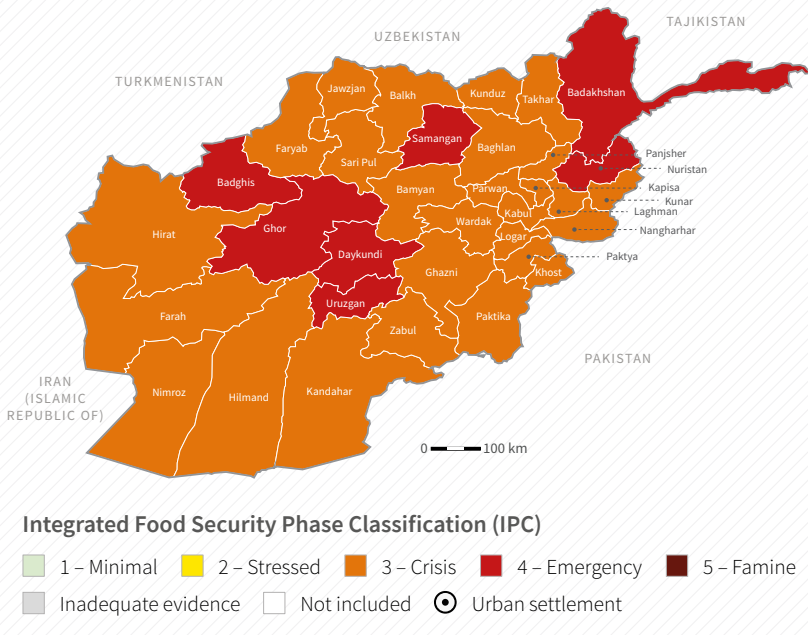 TAJIKISTAN
UZBEKISTAN
TURKMENISTAN
Jawzjan
Balkh
Kunduz
Takhar
Badakhshan
Samangan
Faryab
Baghlan
Panjsher
Sari Pul
Nuristan
Badghis
Bamyan
Parwan
Kapisa
Kunar
Kabul
Laghman
Wardak
Ghor
Nangharhar
Hirat
Logar
Daykundi
Paktya
Ghazni
Khost
Uruzgan
Farah
Paktika
Zabul
PAKISTAN
IRAN
(ISLAMIC
REPUBLIC OF)
Nimroz
Hilmand
Kandahar
0 100 km
Integrated Food Security Phase Classification (IPC)
1 – Minimal 2 – Stressed 3 – Crisis 4 – Emergency 5 – Famine
Inadequate evidence Not included Urban settlement